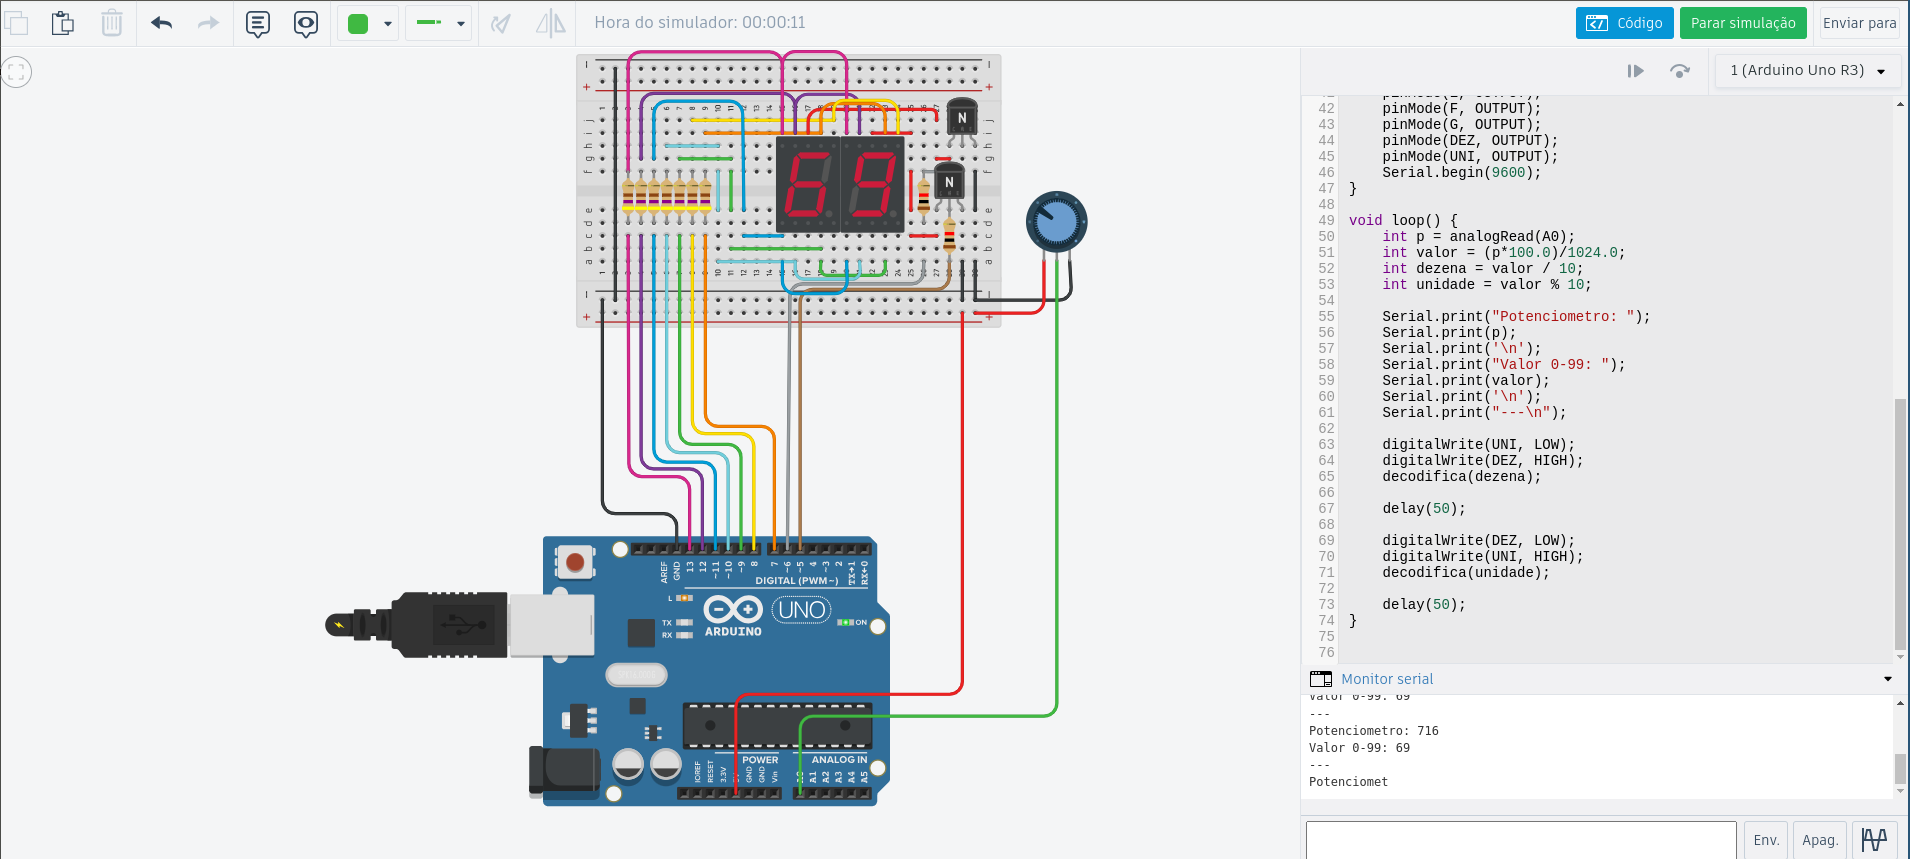 Hora do simulador: 00:00:11
Código
Parar simulação
Enviar para
1 (Arduino Uno R3)
42 pinMode(F, OUTPUT);
43 pinMode(G, OUTPUT);
44 pinMode(DEZ, OUTPUT);
45 pinMode(UNI, OUTPUT);
46 Serial.begin(9600);
47 }
48
49 void loop() {
50 int p = analogRead(A0);
51 int valor = (p*100.0)/1024.0;
52 int dezena = valor / 10;
53 int unidade = valor % 10;
54
55 Serial.print("Potenciometro: ");
56 Serial.print(p);
57 Serial.print('\n');
58 Serial.print("Valor 0-99: ");
59 Serial.print(valor);
60 Serial.print('\n');
61 Serial.print("---\n");
62
63 digitalWrite(UNI, LOW);
64 digitalWrite(DEZ, HIGH);
65 decodifica(dezena);
66
67 delay(50);
68
69 digitalWrite(DEZ, LOW);
70 digitalWrite(UNI, HIGH);
71 decodifica(unidade);
72
73 delay(50);
74 }
75
76
Monitor serial
Valor 0-99: 69
---
Potenciometro: 716
Valor 0-99: 69
---
Potenciomet
Env.
Apag.
N
N
69
AREF
GND
13
12
~11
~10
~9
8
7
~6
~5
4
~3
2
TX→1
RX←0
DIGITAL (PWM~)
L
TX
RX
ARDUINO
UNO
ON
IOREF
RESET
3.3V
GND
GND
Vin
POWER
ANALOG IN
A1
A2
A3
A4
A5